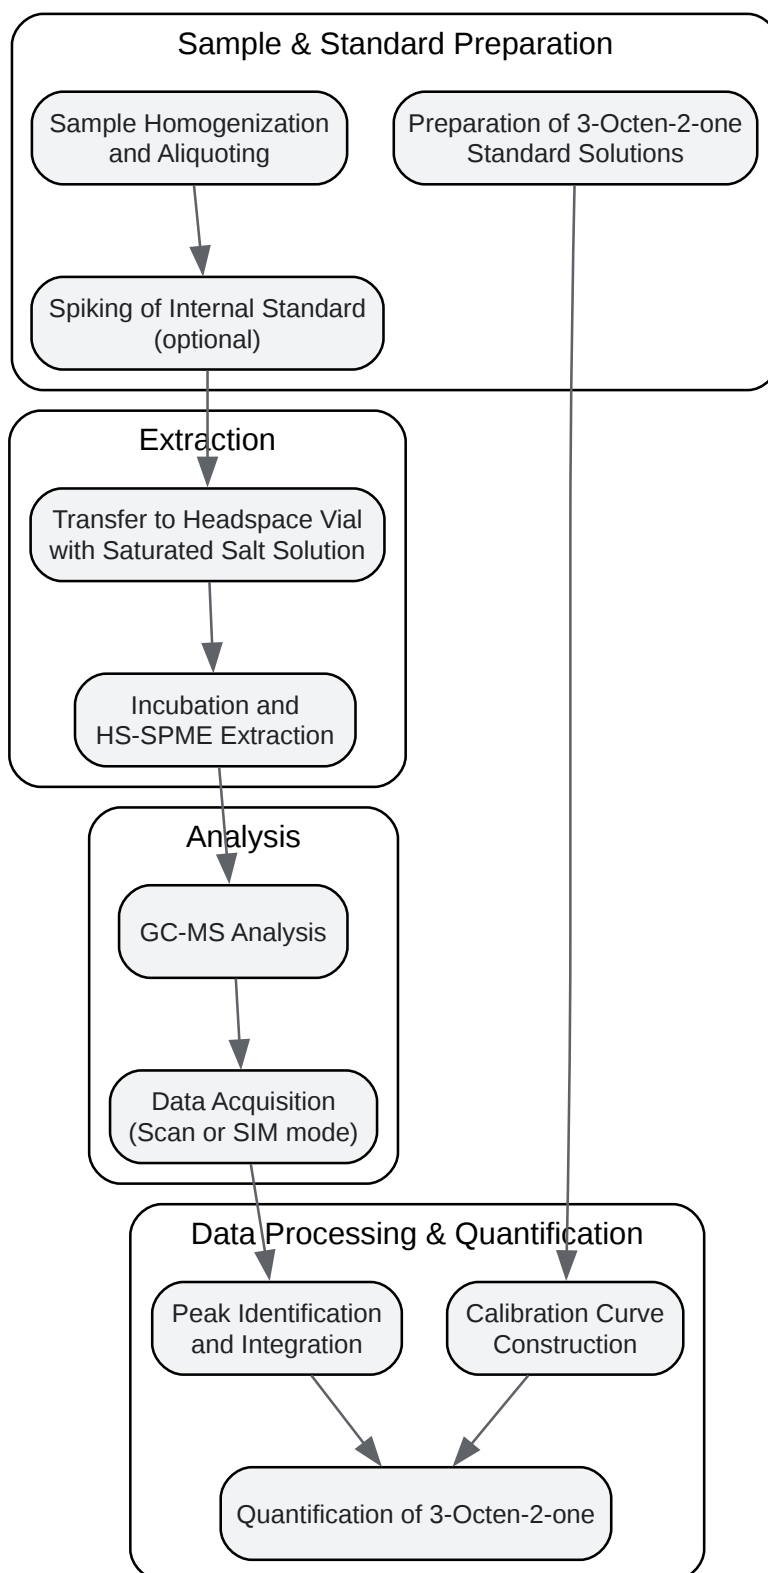 Sample & Standard Preparation
Sample Homogenization
and Aliquoting
Preparation of 3-Octen-2-one
Standard Solutions
Spiking of Internal Standard
(optional)
Extraction
Transfer to Headspace Vial
with Saturated Salt Solution
Incubation and
HS-SPME Extraction
Analysis
GC-MS Analysis
Data Acquisition
(Scan or SIM mode)
Data Processing & Quantification
Peak Identification
and Integration
Calibration Curve
Construction
Quantification of 3-Octen-2-one